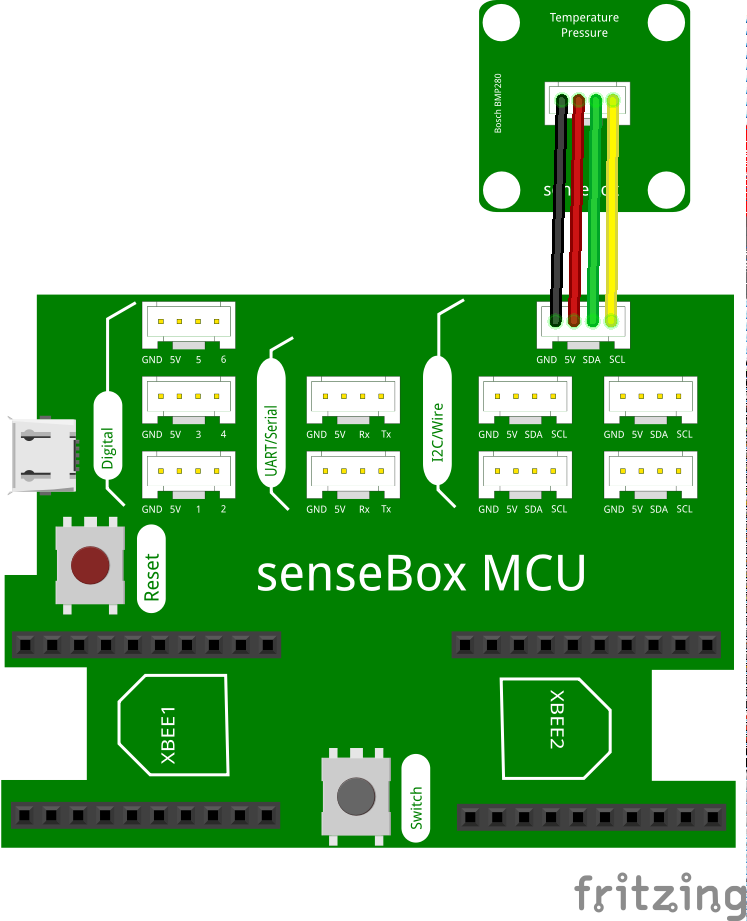 Temperature
Pressure
Bosch BMP280
GND 5V SDA SCL
GND 5V 5 6
Digital
GND 5V 3 4
GND 5V 1 2
UART/Serial
GND 5V Rx Tx
GND 5V Rx Tx
I2C/Wire
GND 5V SDA SCL
GND 5V SDA SCL
GND 5V SDA SCL
GND 5V SDA SCL
Reset
senseBox MCU
XBEE1
XBEE2
Switch
fritzing